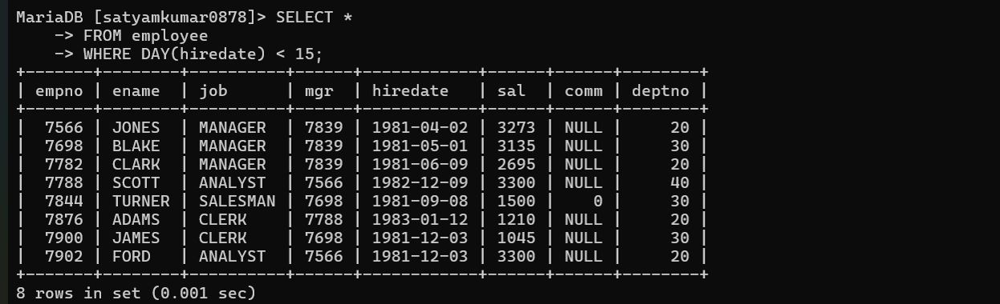 MariaDB [satyamkumar0878]> SELECT *
    -> FROM employee
    -> WHERE DAY(hiredate) < 15;
+-------+--------+----------+------+------------+------+------+--------+
| empno | ename  | job      | mgr  | hiredate   | sal  | comm | deptno |
+-------+--------+----------+------+------------+------+------+--------+
|  7566 | JONES  | MANAGER  | 7839 | 1981-04-02 | 3273 | NULL |     20 |
|  7698 | BLAKE  | MANAGER  | 7839 | 1981-05-01 | 3135 | NULL |     30 |
|  7782 | CLARK  | MANAGER  | 7839 | 1981-06-09 | 2695 | NULL |     20 |
|  7788 | SCOTT  | ANALYST  | 7566 | 1982-12-09 | 3300 | NULL |     40 |
|  7844 | TURNER | SALESMAN | 7698 | 1981-09-08 | 1500 |    0 |     30 |
|  7876 | ADAMS  | CLERK    | 7788 | 1983-01-12 | 1210 | NULL |     20 |
|  7900 | JAMES  | CLERK    | 7698 | 1981-12-03 | 1045 | NULL |     30 |
|  7902 | FORD   | ANALYST  | 7566 | 1981-12-03 | 3300 | NULL |     20 |
+-------+--------+----------+------+------------+------+------+--------+
8 rows in set (0.001 sec)